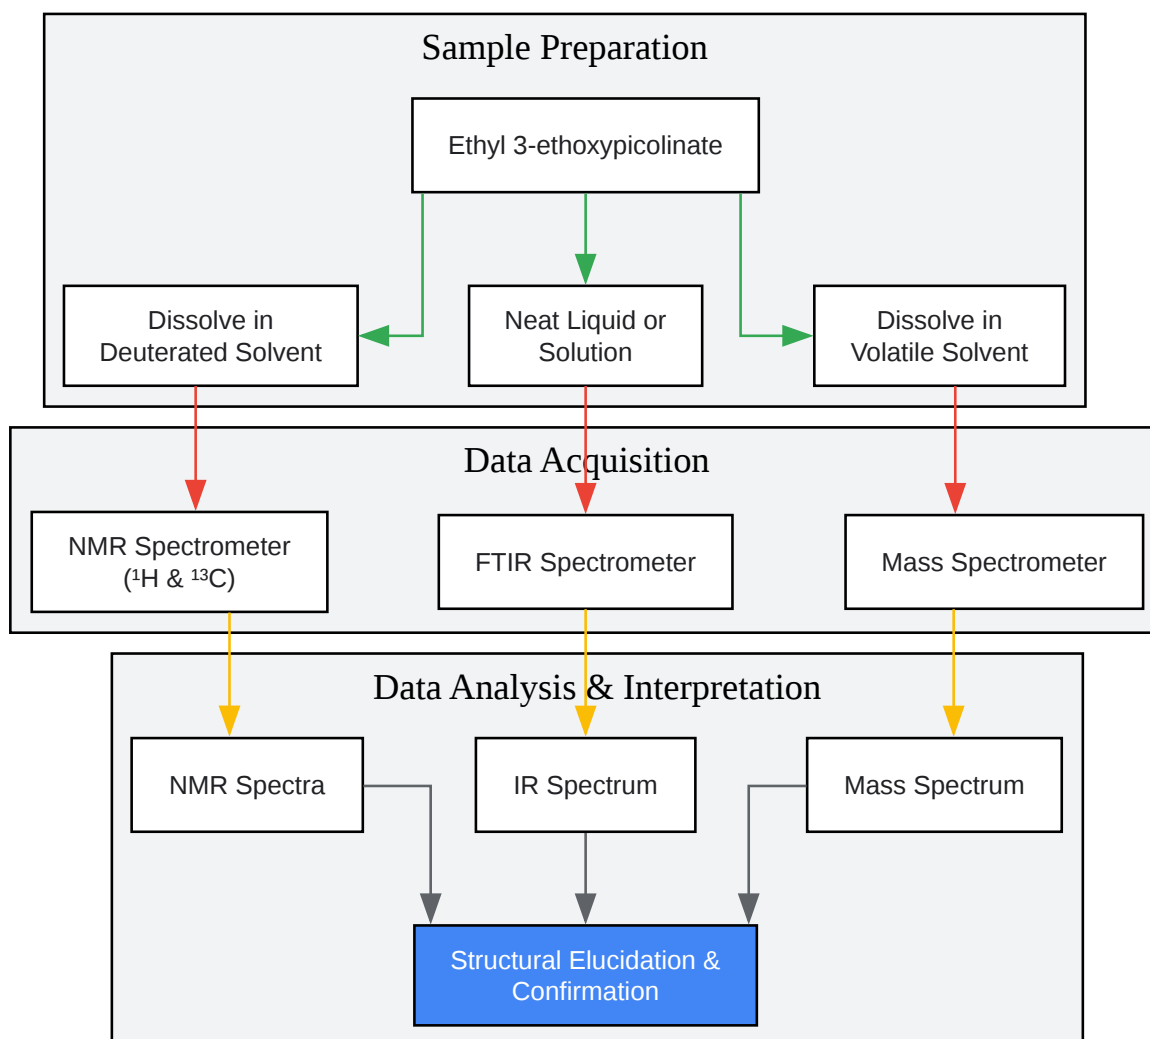 Sample Preparation
Ethyl 3-ethoxypicolinate
Dissolve in
Deuterated Solvent
Neat Liquid or
Solution
Dissolve in
Volatile Solvent
Data Acquisition
NMR Spectrometer
(¹H & ¹³C)
FTIR Spectrometer
Mass Spectrometer
Data Analysis & Interpretation
NMR Spectra
IR Spectrum
Mass Spectrum
Structural Elucidation &
Confirmation